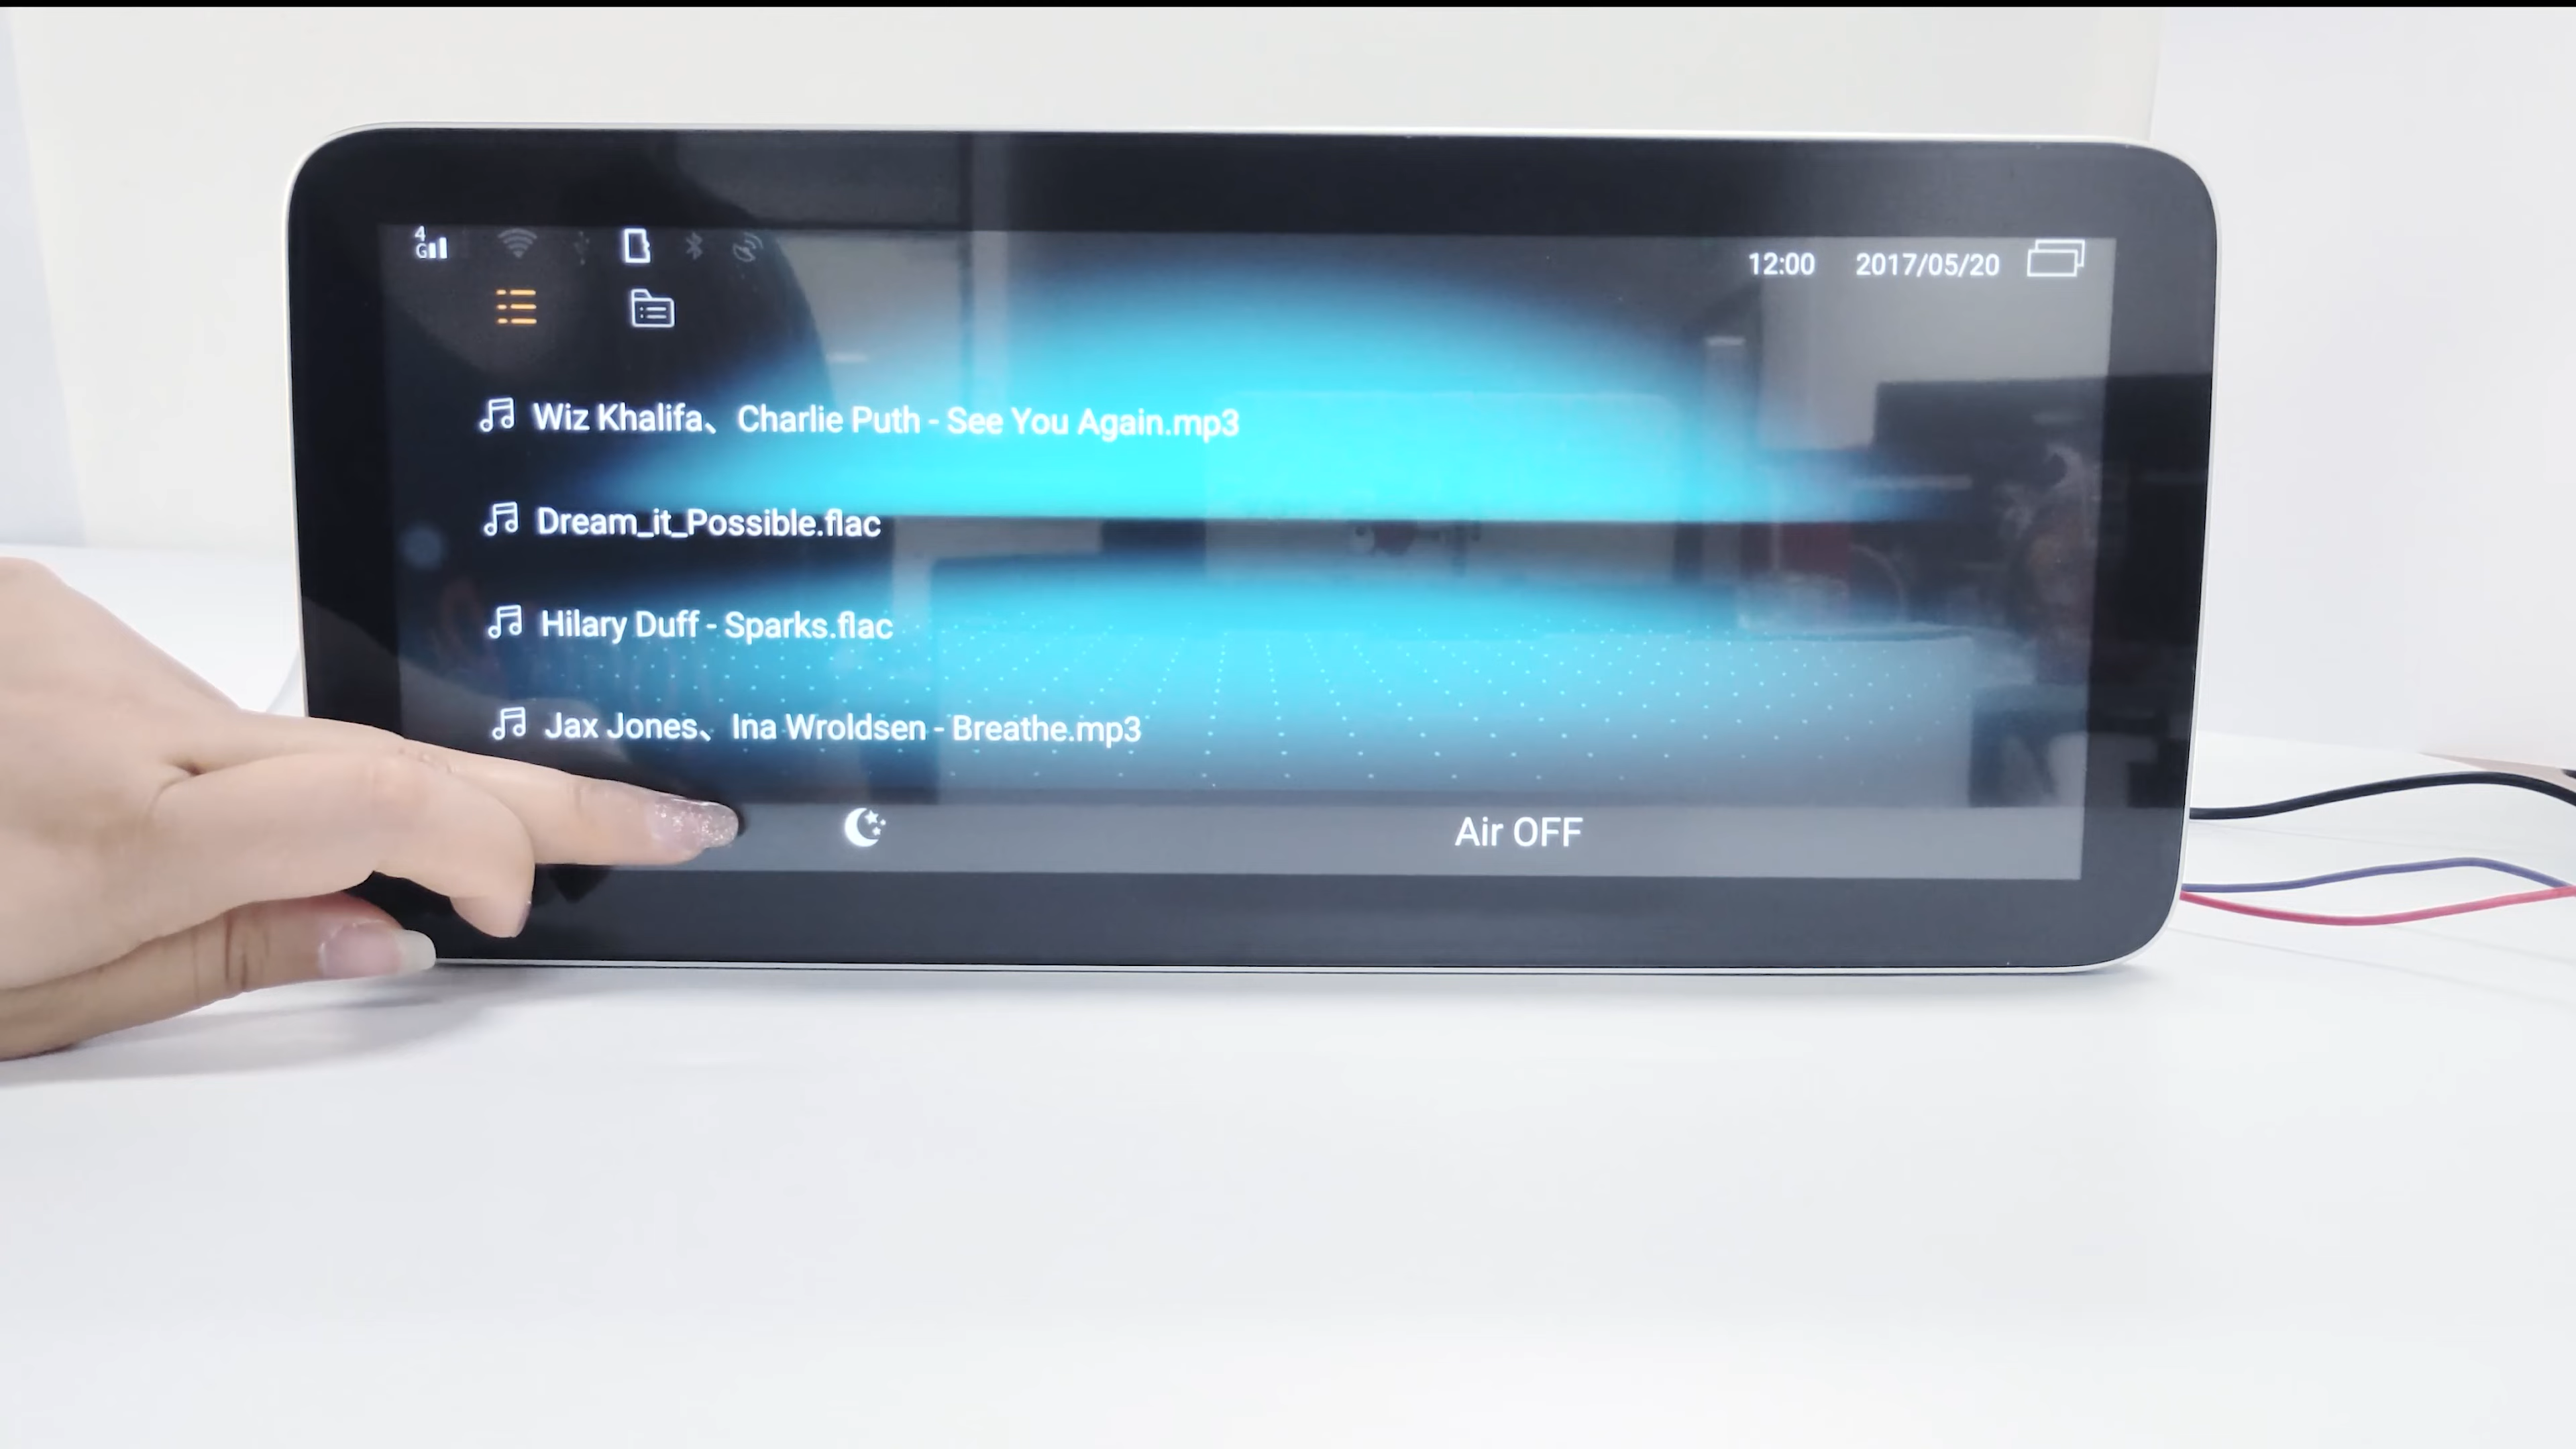 4G
12:00 2017/05/20
Wiz Khalifa、Charlie Puth - See You Again.mp3
Dream_it_Possible.flac
Hilary Duff - Sparks.flac
Jax Jones、Ina Wroldsen - Breathe.mp3
Air OFF